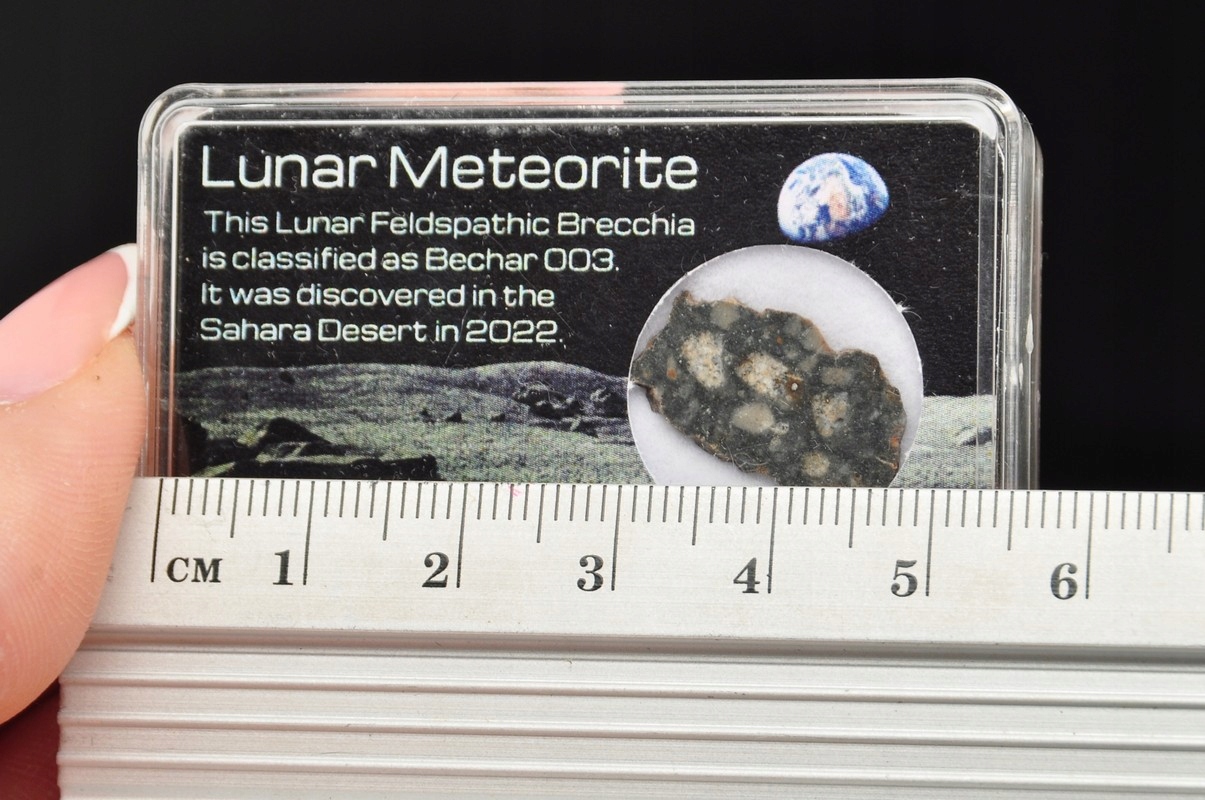 Lunar Meteorite
This Lunar Feldspathic Brecchia
is classified as Bechar 003.
It was discovered in the
Sahara Desert in 2022.
CM 1 2 3 4 5 6